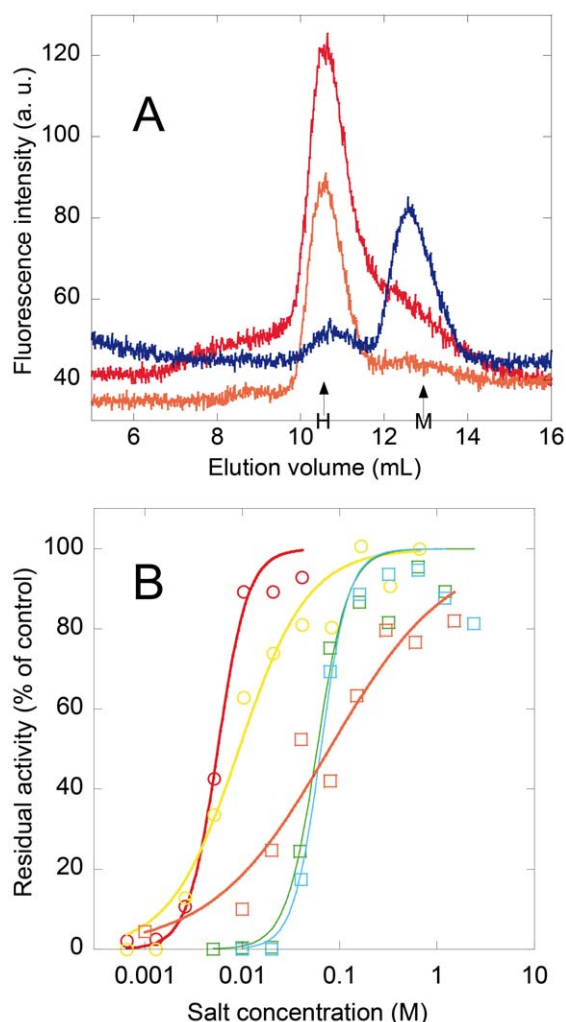 120
100
80
60
40
Fluorescence intensity (a. u.)
A
H
M
6
8
10
12
14
16
Elution volume (mL)
B
100
80
60
40
20
0
Residual activity (% of control)
0.001
0.01
0.1
1
10
Salt concentration (M)